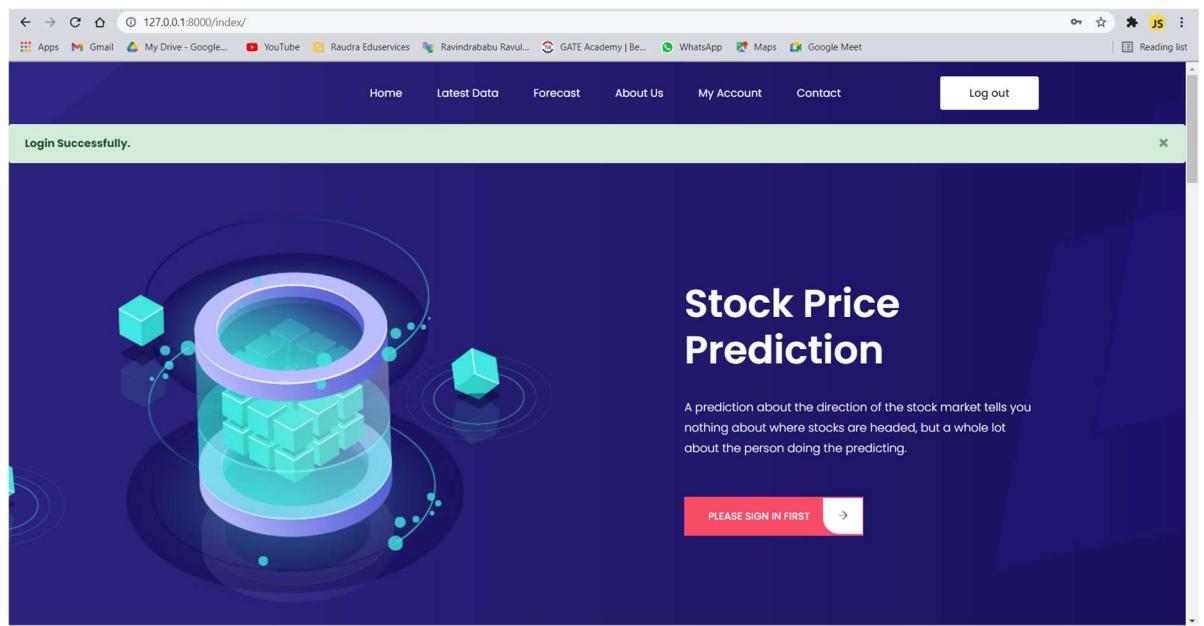 127.0.0.1:8000/index/
JS
Apps Gmail My Drive - Google... YouTube Raudra Eduservices Ravindrababu Ravul... GATE Academy | Be... WhatsApp Maps Google Meet Reading list
Home Latest Data Forecast About Us My Account Contact Log out
Login Successfully.
Stock Price
Prediction
A prediction about the direction of the stock market tells you
nothing about where stocks are headed, but a whole lot
about the person doing the predicting.
PLEASE SIGN IN FIRST